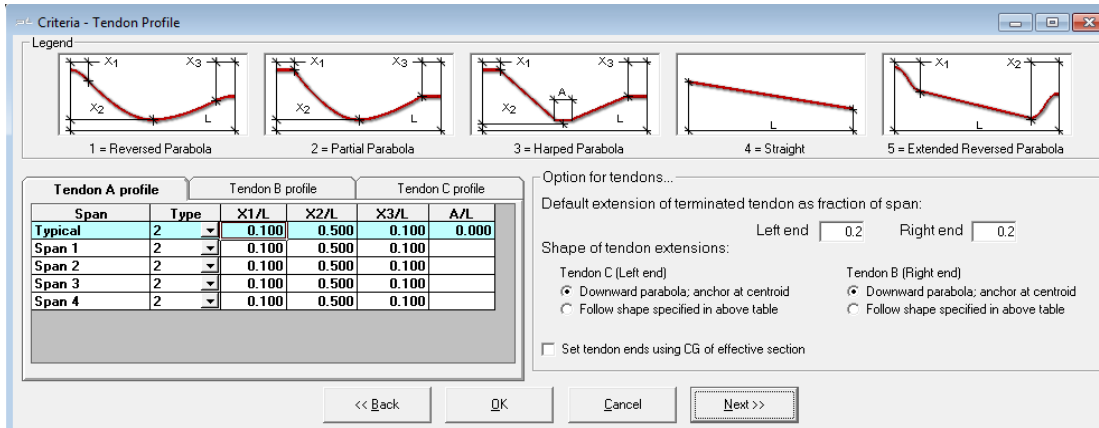 Criteria - Tendon Profile
Legend
X1 X3 X2 L
X1 X3 X2 L
X1 X3 A X2 L
L
X1 X2 L
1 = Reversed Parabola 2 = Partial Parabola 3 = Harped Parabola 4 = Straight 5 = Extended Reversed Parabola
Tendon A profile Tendon B profile Tendon C profile
Span Type X1/L X2/L X3/L A/L
Typical 2 0.100 0.500 0.100 0.000
Span 1 2 0.100 0.500 0.100
Span 2 2 0.100 0.500 0.100
Span 3 2 0.100 0.500 0.100
Span 4 2 0.100 0.500 0.100
Option for tendons...
Default extension of terminated tendon as fraction of span:
Left end 0.2 Right end 0.2
Shape of tendon extensions:
Tendon C (Left end)
Downward parabola; anchor at centroid
Follow shape specified in above table
Tendon B (Right end)
Downward parabola; anchor at centroid
Follow shape specified in above table
Set tendon ends using CG of effective section
<< Back OK Cancel Next >>